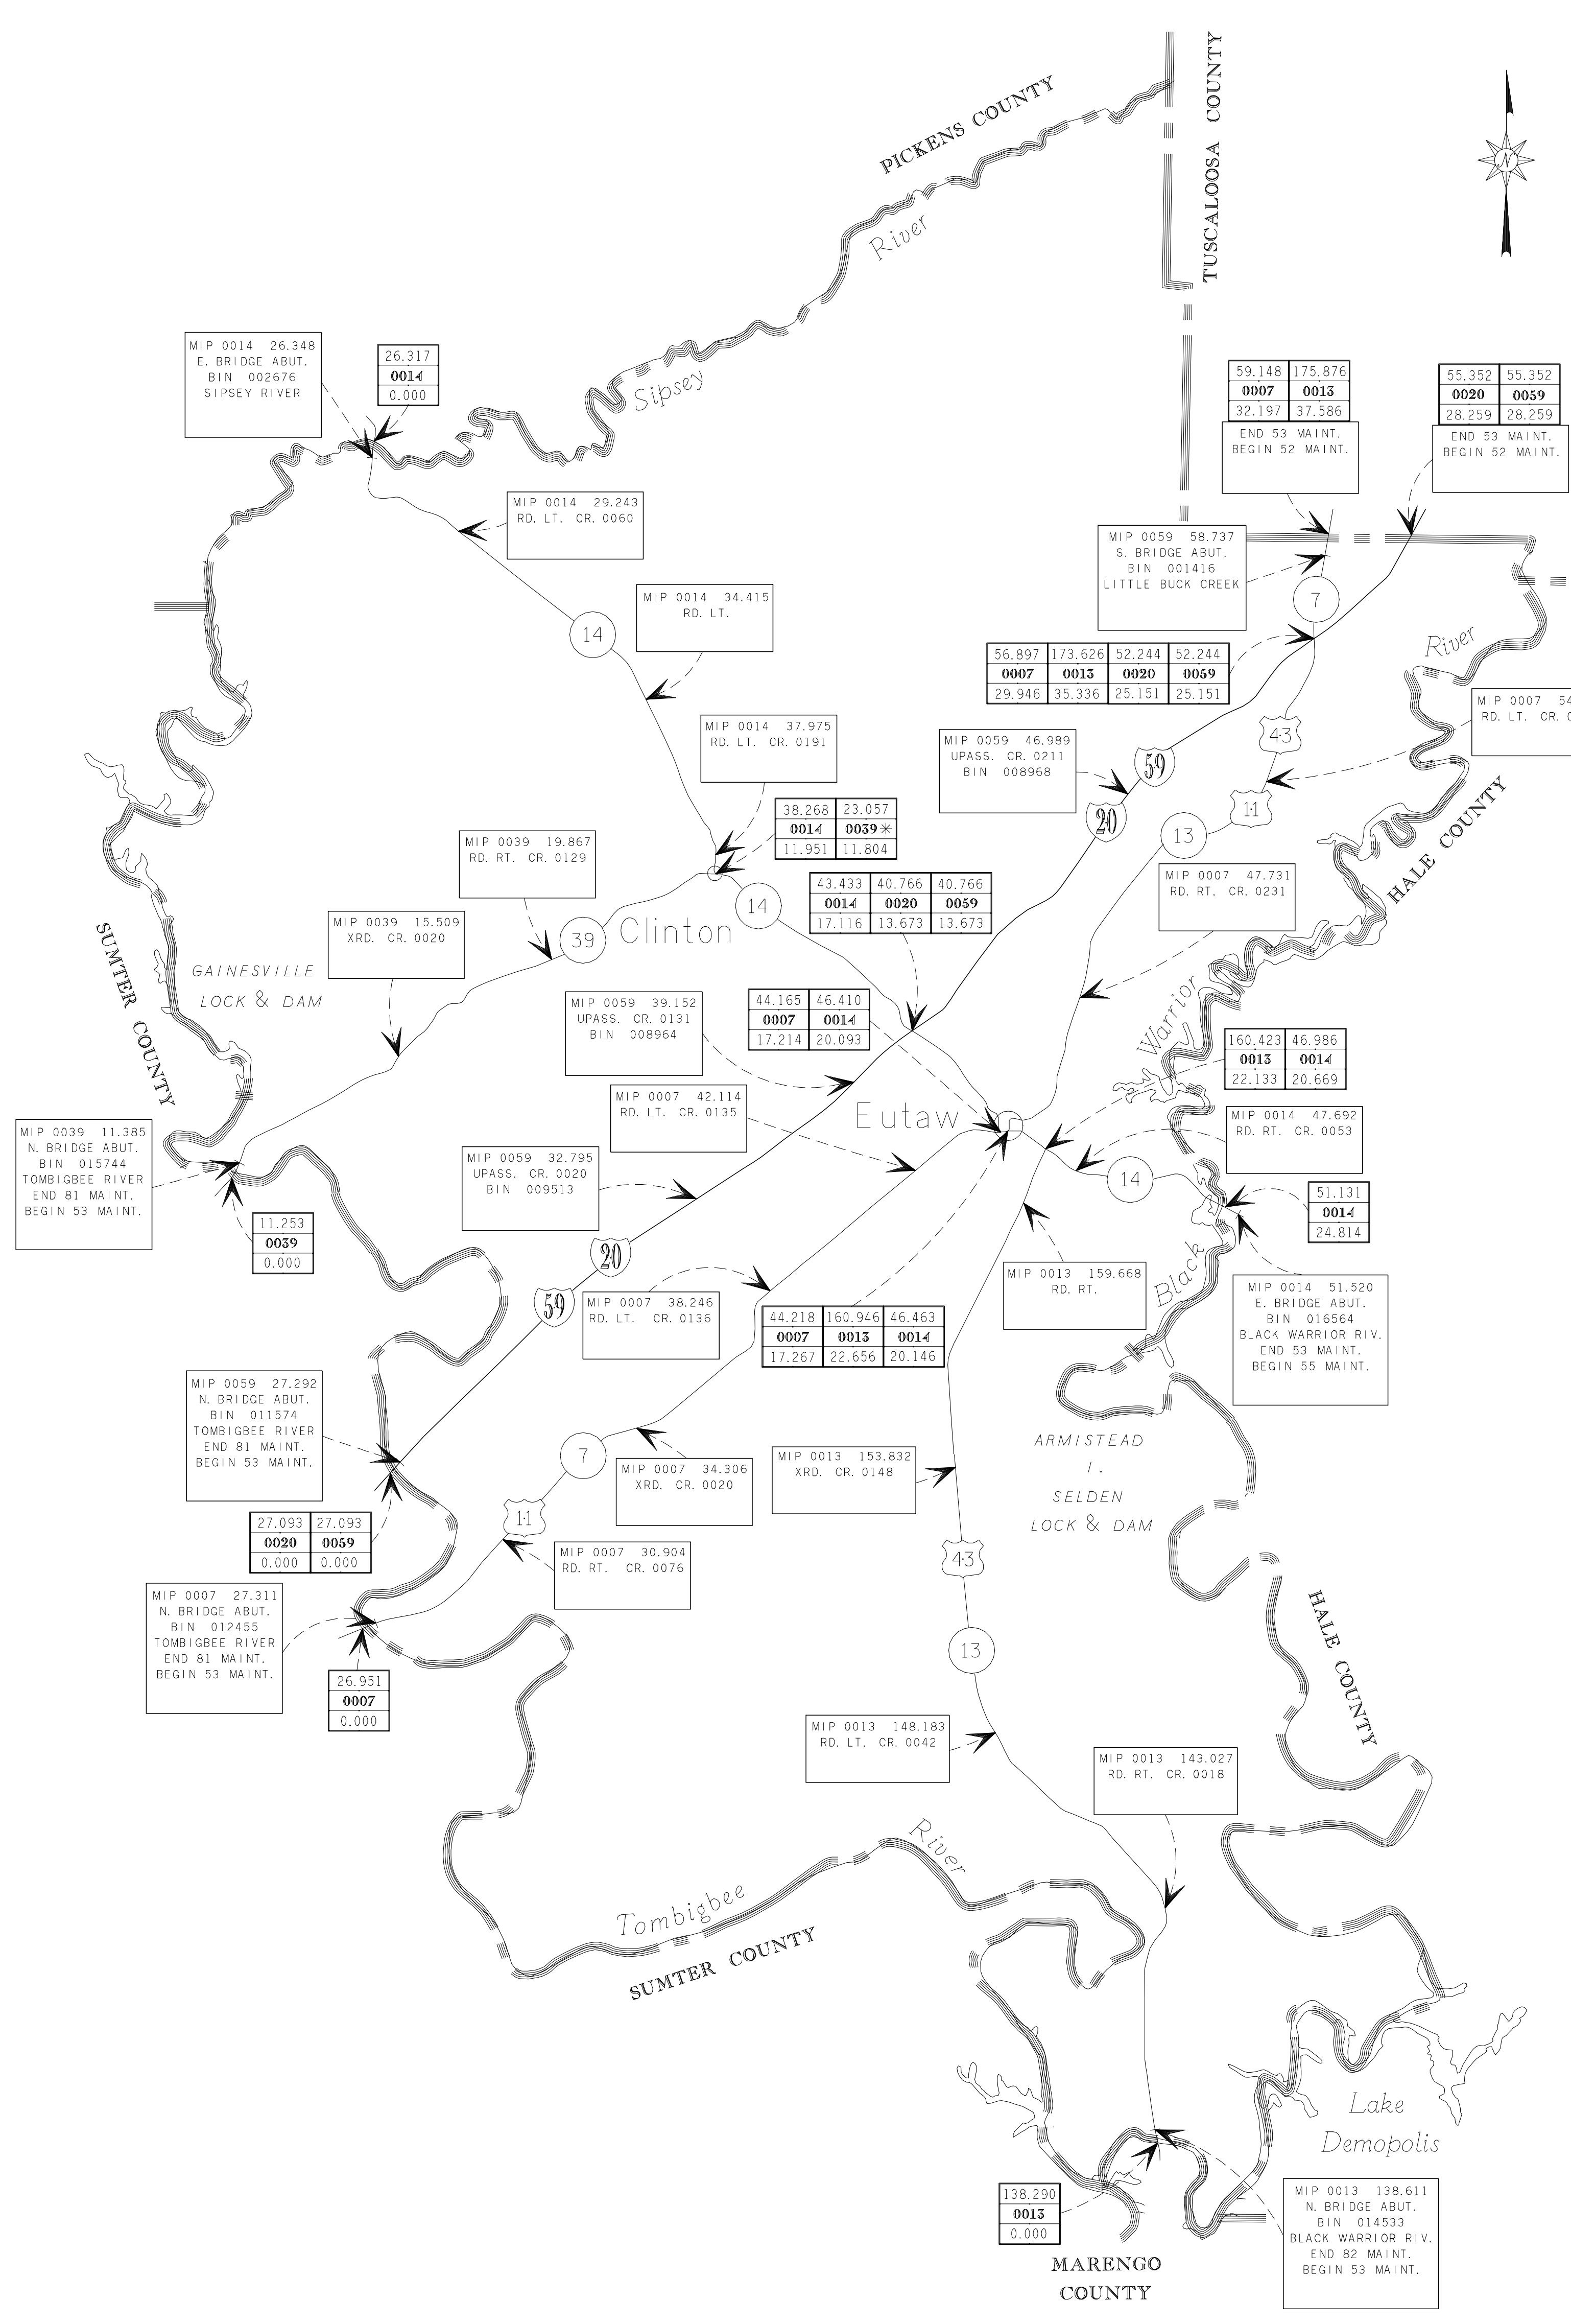 PICKENS COUNTY
TUSCALOOSA COUNTY
N
River
Sipsey
MIP 0014 26.348
E. BRIDGE ABUT.
BIN 002676
SIPSEY RIVER
26.317
0014
0.000
59.148 175.876
0007 0013
32.197 37.586
END 53 MAINT.
BEGIN 52 MAINT.
55.352 55.352
0020 0059
28.259 28.259
END 53 MAINT.
BEGIN 52 MAINT.
MIP 0014 29.243
RD. LT. CR. 0060
MIP 0059 58.737
S. BRIDGE ABUT.
BIN 001416
LITTLE BUCK CREEK
7
MIP 0014 34.415
RD. LT.
14
56.897 173.626 52.244 52.244
0007 0013 0020 0059
29.946 35.336 25.151 25.151
River
MIP 0007 54
RD. LT. CR. 0
MIP 0014 37.975
RD. LT. CR. 0191
MIP 0059 46.989
UPASS. CR. 0211
BIN 008968
43
59
11
20
13
HALE COUNTY
38.268 23.057
0014 0039*
11.951 11.804
MIP 0039 19.867
RD. RT. CR. 0129
43.433 40.766 40.766
0014 0020 0059
17.116 13.673 13.673
MIP 0007 47.731
RD. RT. CR. 0231
14
39
Clinton
MIP 0039 15.509
XRD. CR. 0020
SUMTER COUNTY
GAINESVILLE
LOCK & DAM
MIP 0059 39.152
UPASS. CR. 0131
BIN 008964
44.165 46.410
0007 0014
17.214 20.093
Warrior
160.423 46.986
0013 0014
22.133 20.669
MIP 0007 42.114
RD. LT. CR. 0135
Eutaw
MIP 0014 47.692
RD. RT. CR. 0053
MIP 0039 11.385
N. BRIDGE ABUT.
BIN 015744
TOMBIGBEE RIVER
END 81 MAINT.
BEGIN 53 MAINT.
MIP 0059 32.795
UPASS. CR. 0020
BIN 009513
14
51.131
0014
24.814
11.253
0039
0.000
20
59
MIP 0007 38.246
RD. LT. CR. 0136
MIP 0013 159.668
RD. RT.
Black
MIP 0014 51.520
E. BRIDGE ABUT.
BIN 016564
BLACK WARRIOR RIV.
END 53 MAINT.
BEGIN 55 MAINT.
44.218 160.946 46.463
0007 0013 0014
17.267 22.656 20.146
MIP 0059 27.292
N. BRIDGE ABUT.
BIN 011574
TOMBIGBEE RIVER
END 81 MAINT.
BEGIN 53 MAINT.
7
MIP 0007 34.306
XRD. CR. 0020
MIP 0013 153.832
XRD. CR. 0148
ARMISTEAD
I.
SELDEN
LOCK & DAM
27.093 27.093
0020 0059
0.000 0.000
11
MIP 0007 30.904
RD. RT. CR. 0076
43
MIP 0007 27.311
N. BRIDGE ABUT.
BIN 012455
TOMBIGBEE RIVER
END 81 MAINT.
BEGIN 53 MAINT.
26.951
0007
0.000
13
HALE COUNTY
MIP 0013 148.183
RD. LT. CR. 0042
MIP 0013 143.027
RD. RT. CR. 0018
River
Tombigbee
SUMTER COUNTY
Lake
Demopolis
138.290
0013
0.000
MIP 0013 138.611
N. BRIDGE ABUT.
BIN 014533
BLACK WARRIOR RIV.
END 82 MAINT.
BEGIN 53 MAINT.
MARENGO
COUNTY